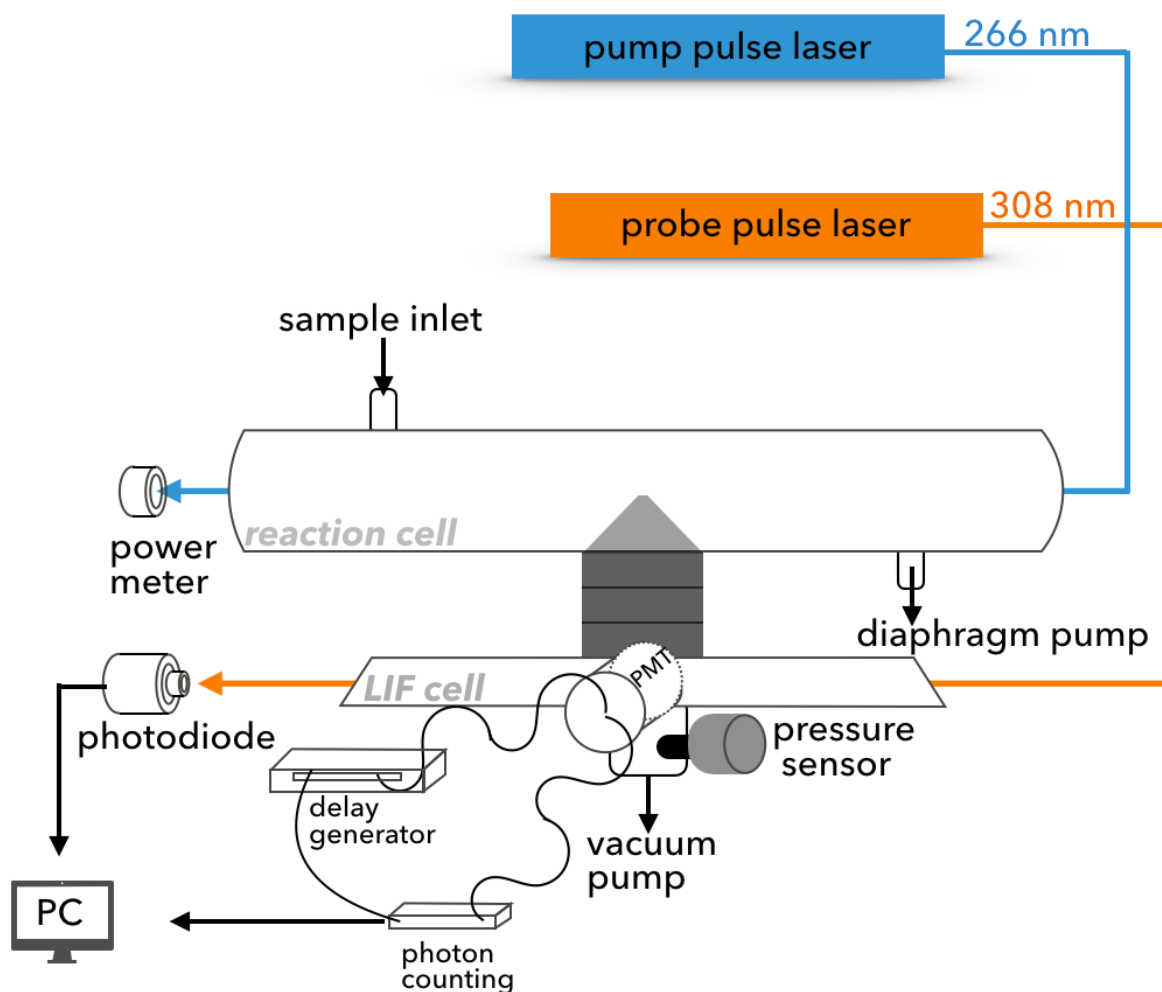 pump pulse laser
266 nm
probe pulse laser
308 nm
sample inlet
reaction cell
power
meter
diaphragm pump
LIF cell
PMT
photodiode
pressure
sensor
delay
generator
vacuum
pump
PC
photon
counting